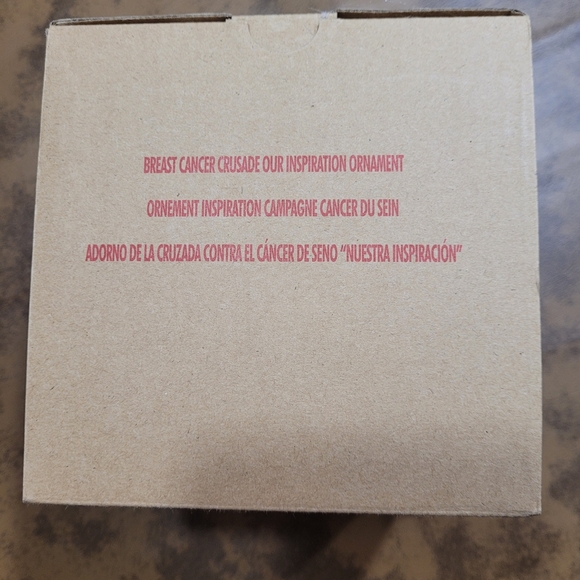 BREAST CANCER CRUSADE OUR INSPIRATION ORNAMENT
ORNEMENT INSPIRATION CAMPAGNE CANCER DU SEIN
ADORNO DE LA CRUZADA CONTRA EL CÁNCER DE SENO “NUESTRA INSPIRACIÓN”